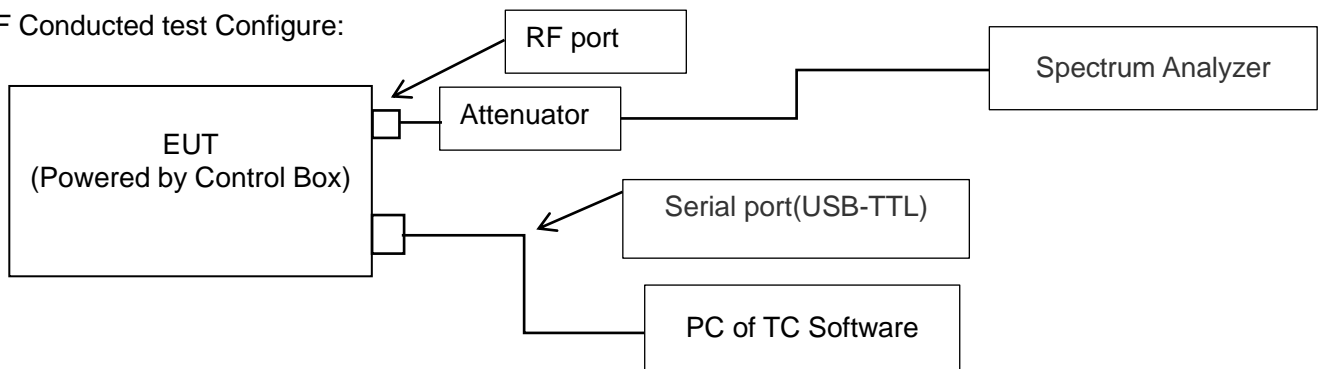 F Conducted test Configure:
RF port
Spectrum Analyzer
Attenuator
EUT
(Powered by Control Box)
Serial port(USB-TTL)
PC of TC Software